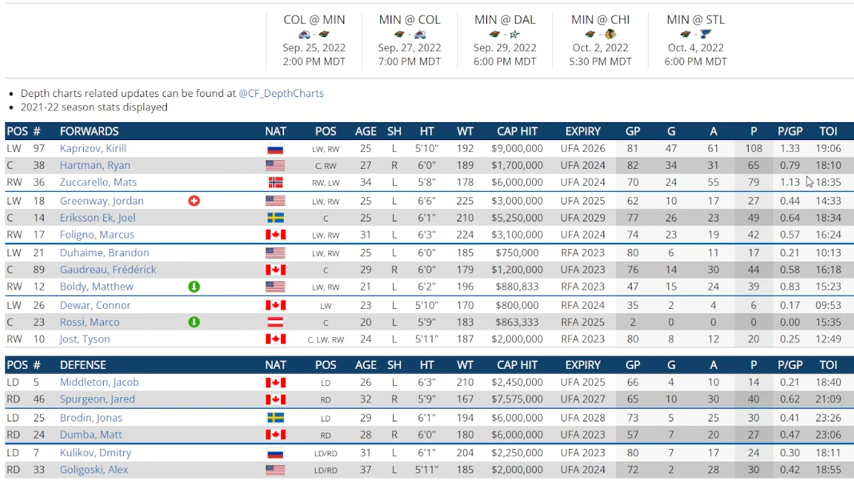 COL @ MIN MIN @ COL MIN @ DAL MIN @ CHI MIN @ STL
Sep. 25, 2022 Sep. 27, 2022 Sep. 29, 2022 Oct. 2, 2022 Oct. 4, 2022
2:00 PM MDT 7:00 PM MDT 6:00 PM MDT 5:30 PM MDT 6:00 PM MDT
• Depth charts related updates can be found at @CF_DepthCharts
• 2021-22 season stats displayed
POS # FORWARDS NAT POS AGE SH HT WT CAP HIT EXPIRY GP G A P P/GP TOI
LW 97 Kaprizov, Kirill LW, RW 25 L 5'10" 192 $9,000,000 UFA 2026 81 47 61 108 1.33 19:06
C 38 Hartman, Ryan C, RW 27 R 6'0" 189 $1,700,000 UFA 2024 82 34 31 65 0.79 18:10
RW 36 Zuccarello, Mats RW, LW 34 L 5'8" 178 $6,000,000 UFA 2024 70 24 55 79 1.13 18:35
LW 18 Greenway, Jordan LW, RW 25 L 6'6" 225 $3,000,000 UFA 2025 62 10 17 27 0.44 14:33
C 14 Eriksson Ek, Joel C 25 L 6'1" 210 $5,250,000 UFA 2029 77 26 23 49 0.64 18:34
RW 17 Foligno, Marcus LW, RW 31 L 6'3" 224 $3,100,000 UFA 2024 74 23 19 42 0.57 16:24
LW 21 Duhaime, Brandon LW, RW 25 L 6'0" 185 $750,000 RFA 2023 80 6 11 17 0.21 10:13
C 89 Gaudreau, Frédérick C 29 R 6'0" 179 $1,200,000 UFA 2023 76 14 30 44 0.58 16:18
RW 12 Boldy, Matthew LW, RW 21 L 6'2" 196 $880,833 RFA 2023 47 15 24 39 0.83 15:23
LW 26 Dewar, Connor LW 23 L 5'10" 170 $800,000 RFA 2024 35 2 4 6 0.17 09:53
C 23 Rossi, Marco C 20 L 5'9" 183 $863,333 RFA 2025 2 0 0 0 0.00 15:35
RW 10 Jost, Tyson C, LW, RW 24 L 5'11" 187 $2,000,000 RFA 2023 80 8 12 20 0.25 12:49
POS # DEFENSE NAT POS AGE SH HT WT CAP HIT EXPIRY GP G A P P/GP TOI
LD 5 Middleton, Jacob LD 26 L 6'3" 210 $2,450,000 UFA 2025 66 4 10 14 0.21 18:40
RD 46 Spurgeon, Jared RD 32 R 5'9" 167 $7,575,000 UFA 2027 65 10 30 40 0.62 21:09
LD 25 Brodin, Jonas LD 29 L 6'1" 194 $6,000,000 UFA 2028 73 5 25 30 0.41 23:26
RD 24 Dumba, Matt RD 28 R 6'0" 180 $6,000,000 UFA 2023 57 7 20 27 0.47 23:06
LD 7 Kulikov, Dmitry LD/RD 31 L 6'1" 204 $2,250,000 UFA 2023 80 7 17 24 0.30 18:11
RD 33 Goligoski, Alex LD/RD 37 L 5'11" 185 $2,000,000 UFA 2024 72 2 28 30 0.42 18:55